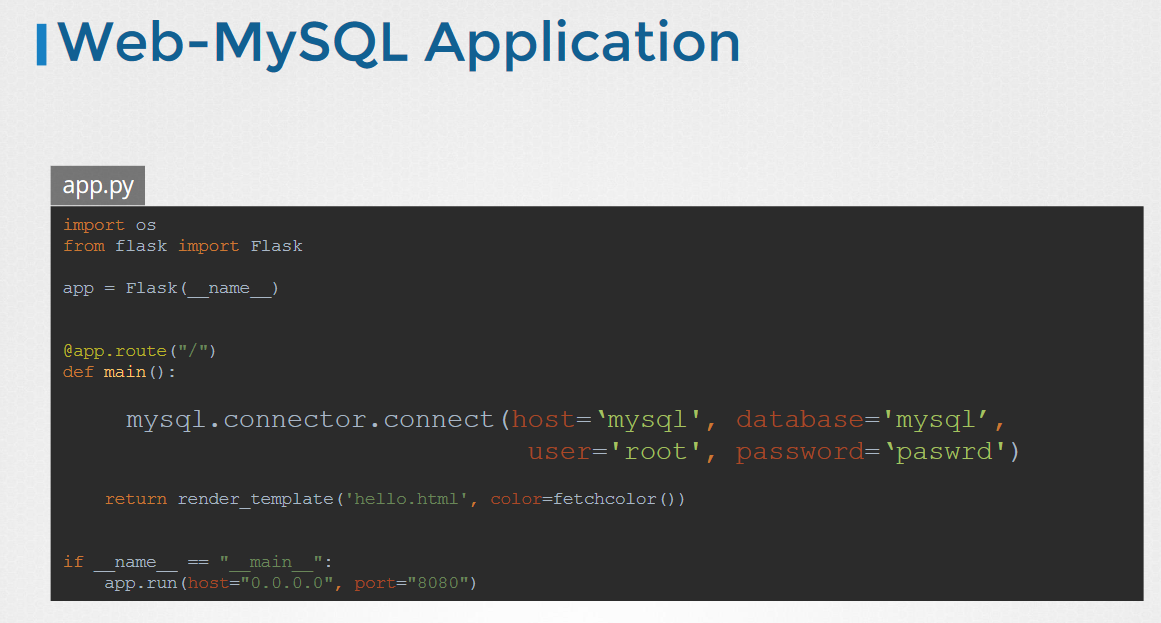 Web-MySQL Application
app.py
import os
from flask import Flask
app = Flask(__name__)
@app.route("/")
def main():
mysql.connector.connect(host=‘mysql', database='mysql’,
user='root', password=‘paswrd')
return render_template('hello.html', color=fetchcolor())
if __name__ == "__main__":
app.run(host="0.0.0.0", port="8080")